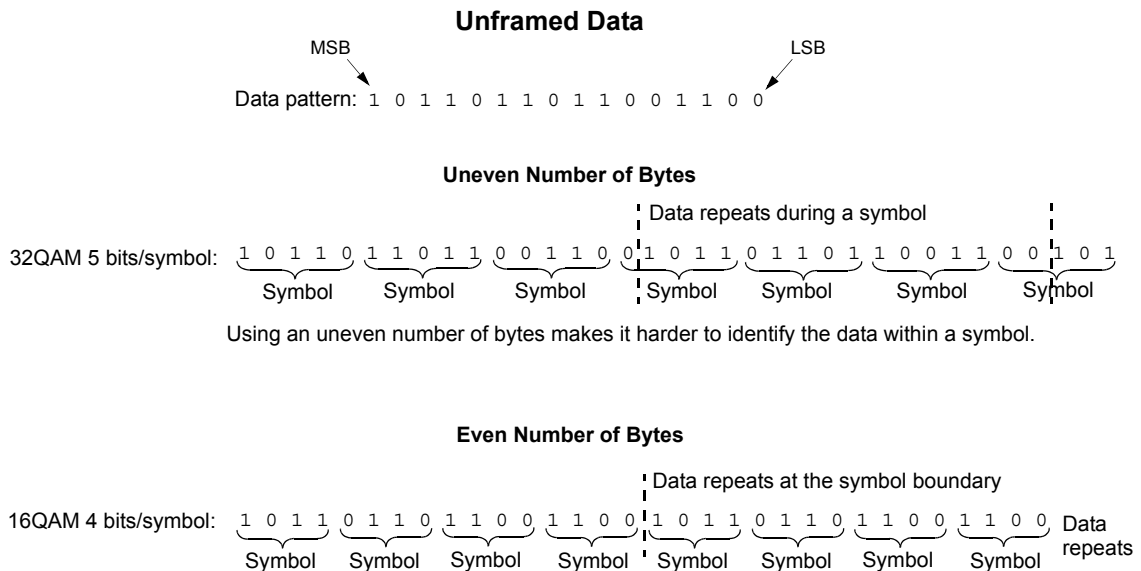 Unframed Data
MSB
LSB
Data pattern: 1 0 1 1 0 1 1 0 1 1 0 0 1 1 0 0
Uneven Number of Bytes
Data repeats during a symbol
32QAM 5 bits/symbol: 1 0 1 1 0 1 1 0 1 1 0 0 1 1 0 0 1 0 1 1 0 1 1 0 1 1 0 0 1 1 0 0 1 0 1
Symbol Symbol Symbol Symbol Symbol Symbol Symbol
Using an uneven number of bytes makes it harder to identify the data within a symbol.
Even Number of Bytes
Data repeats at the symbol boundary
16QAM 4 bits/symbol: 1 0 1 1 0 1 1 0 1 1 0 0 1 1 0 0 1 0 1 1 0 1 1 0 1 1 0 0 1 1 0 0 Data
repeats
Symbol Symbol Symbol Symbol Symbol Symbol Symbol Symbol